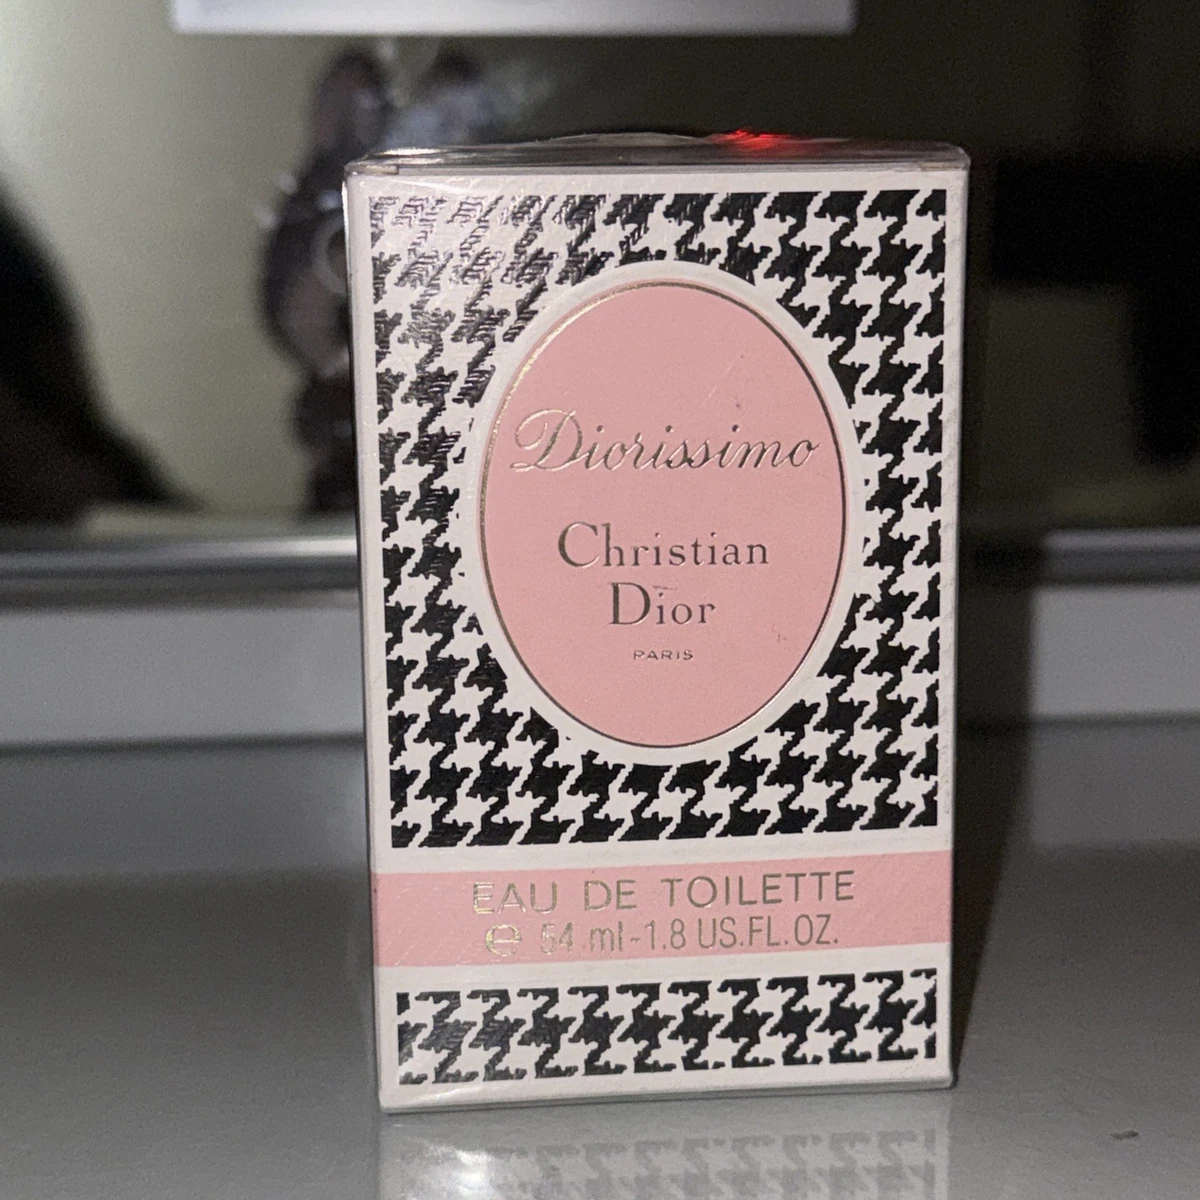 Diorissimo
Christian
Dior
PARIS
EAU DE TOILETTE
℮ 54 ml-1.8 US.FL.OZ.